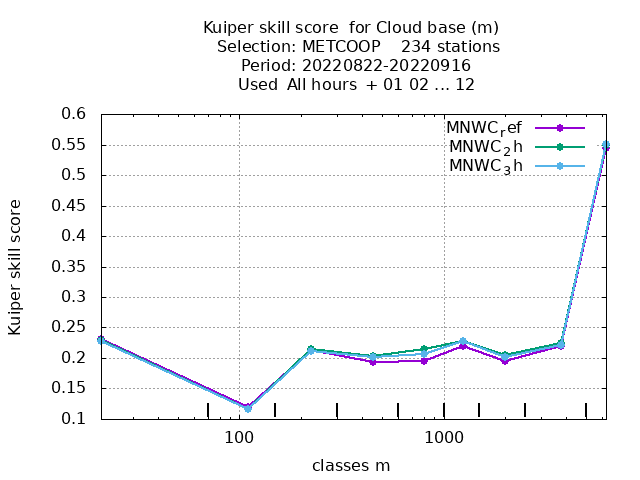 Kuiper skill score  for Cloud base (m)
Selection: METCOOP    234 stations
Period: 20220822-20220916
Used  All hours  + 01 02 ... 12
0.6
0.55
0.5
0.45
0.4
0.35
0.3
0.25
0.2
0.15
0.1
Kuiper skill score
MNWC_ref
MNWC_2h
MNWC_3h
100
1000
classes m